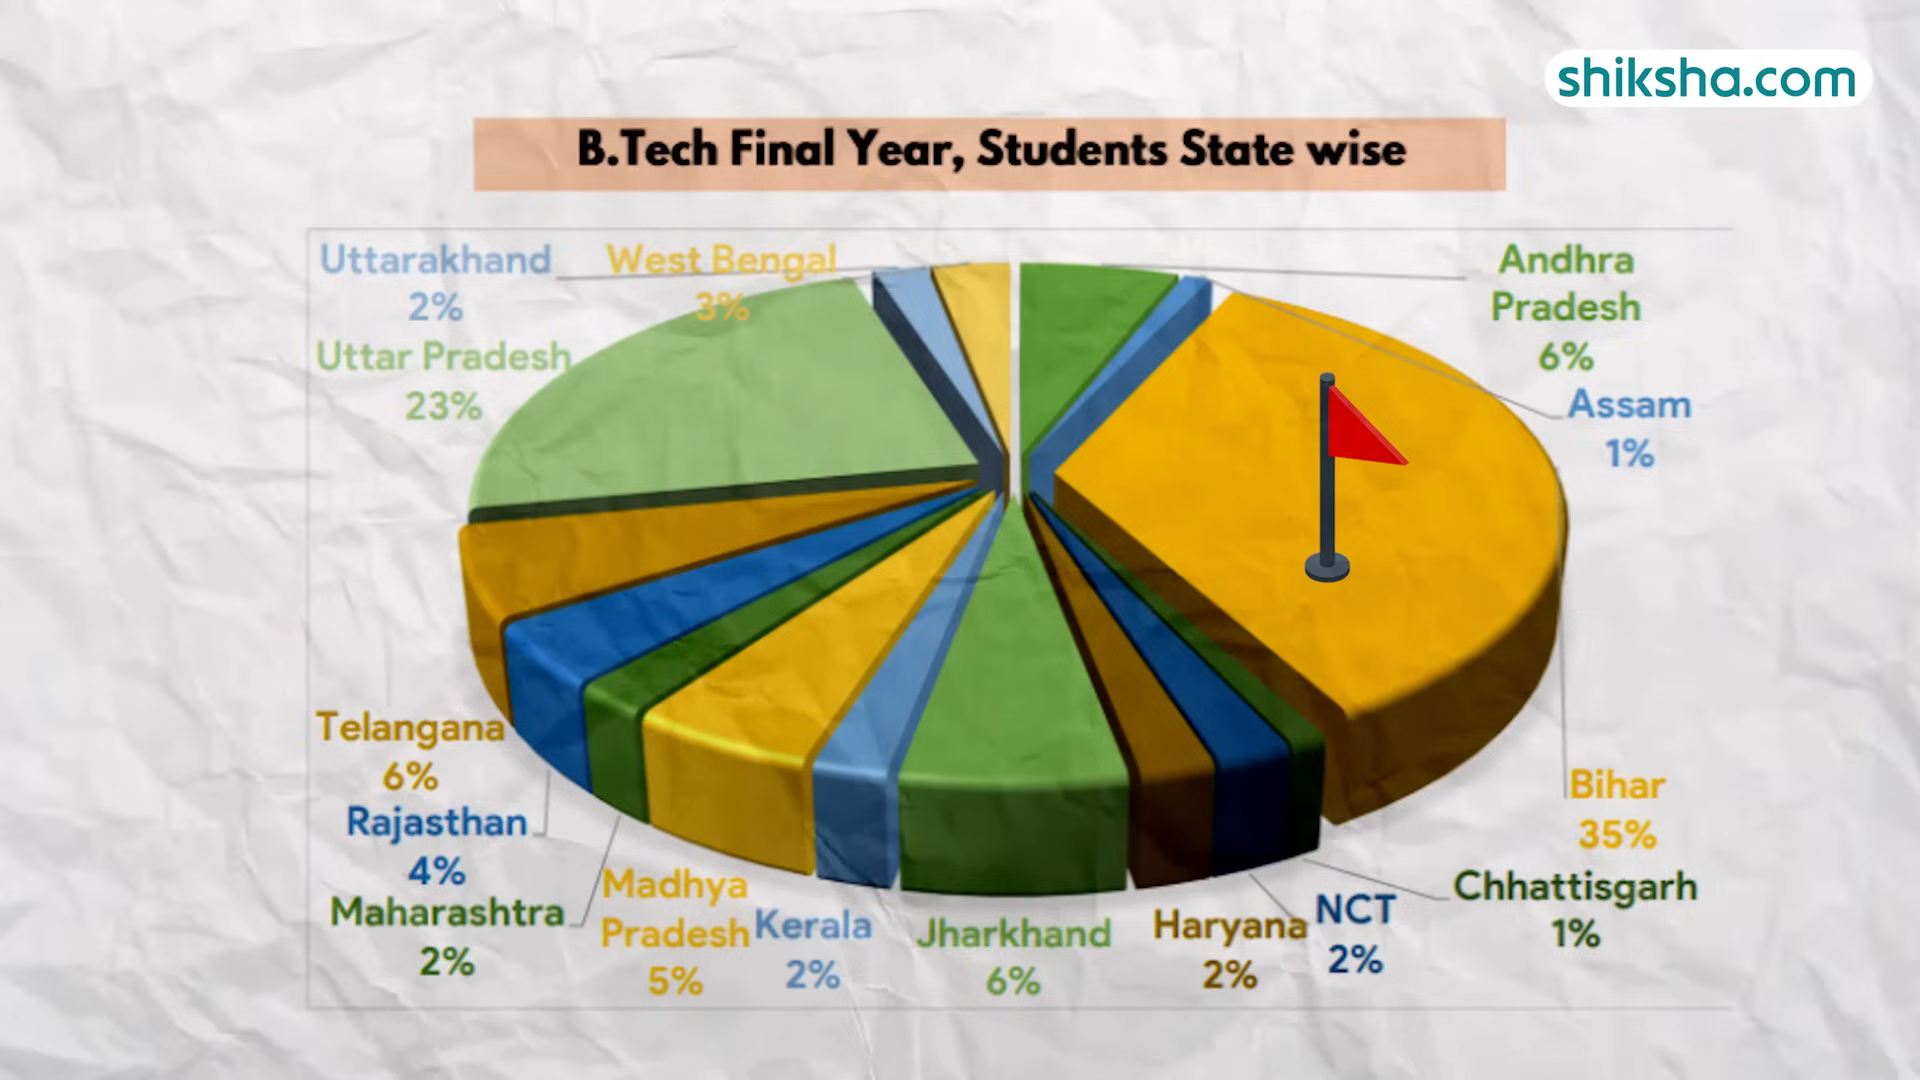 shiksha.com
B.Tech Final Year, Students State wise
Uttarakhand
2%
West Bengal
3%
Uttar Pradesh
23%
Andhra
Pradesh
6%
Assam
1%
Telangana
6%
Rajasthan
4%
Maharashtra
2%
Madhya
Pradesh
5%
Kerala
2%
Jharkhand
6%
Haryana
2%
NCT
2%
Chhattisgarh
1%
Bihar
35%